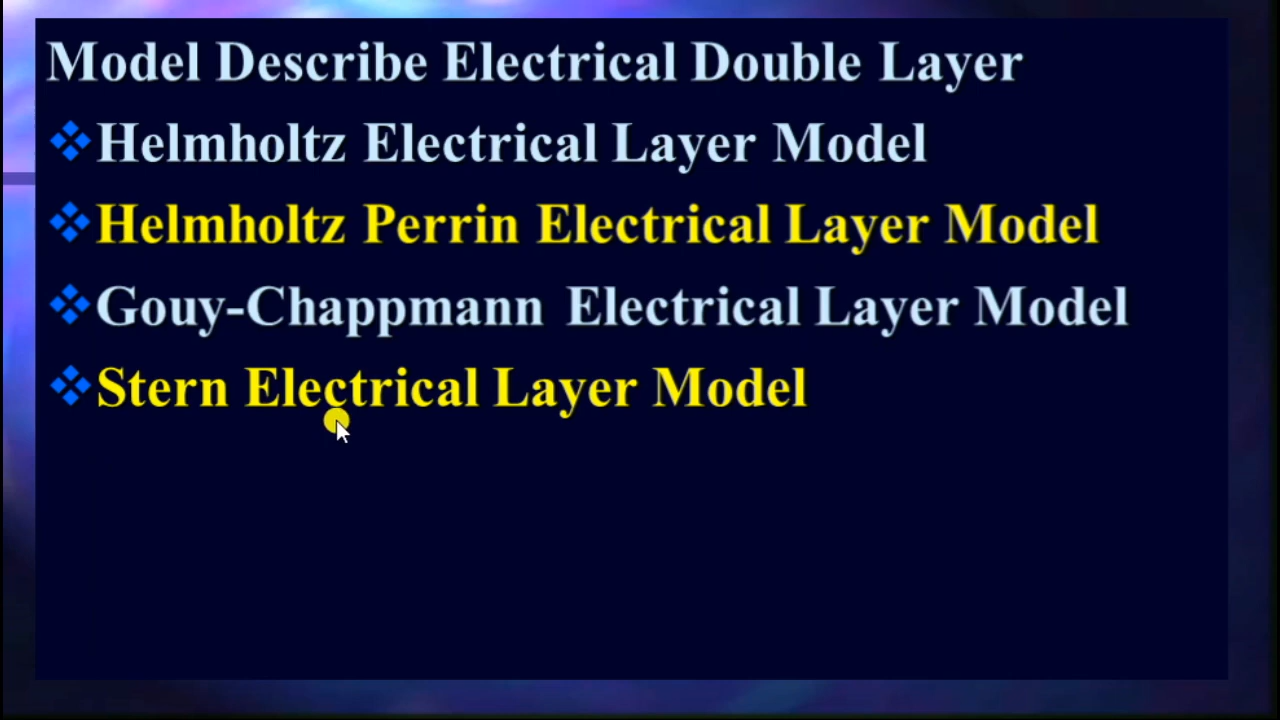 Model Describe Electrical Double Layer
❖Helmholtz Electrical Layer Model
❖Helmholtz Perrin Electrical Layer Model
❖Gouy-Chappmann Electrical Layer Model
❖Stern Electrical Layer Model